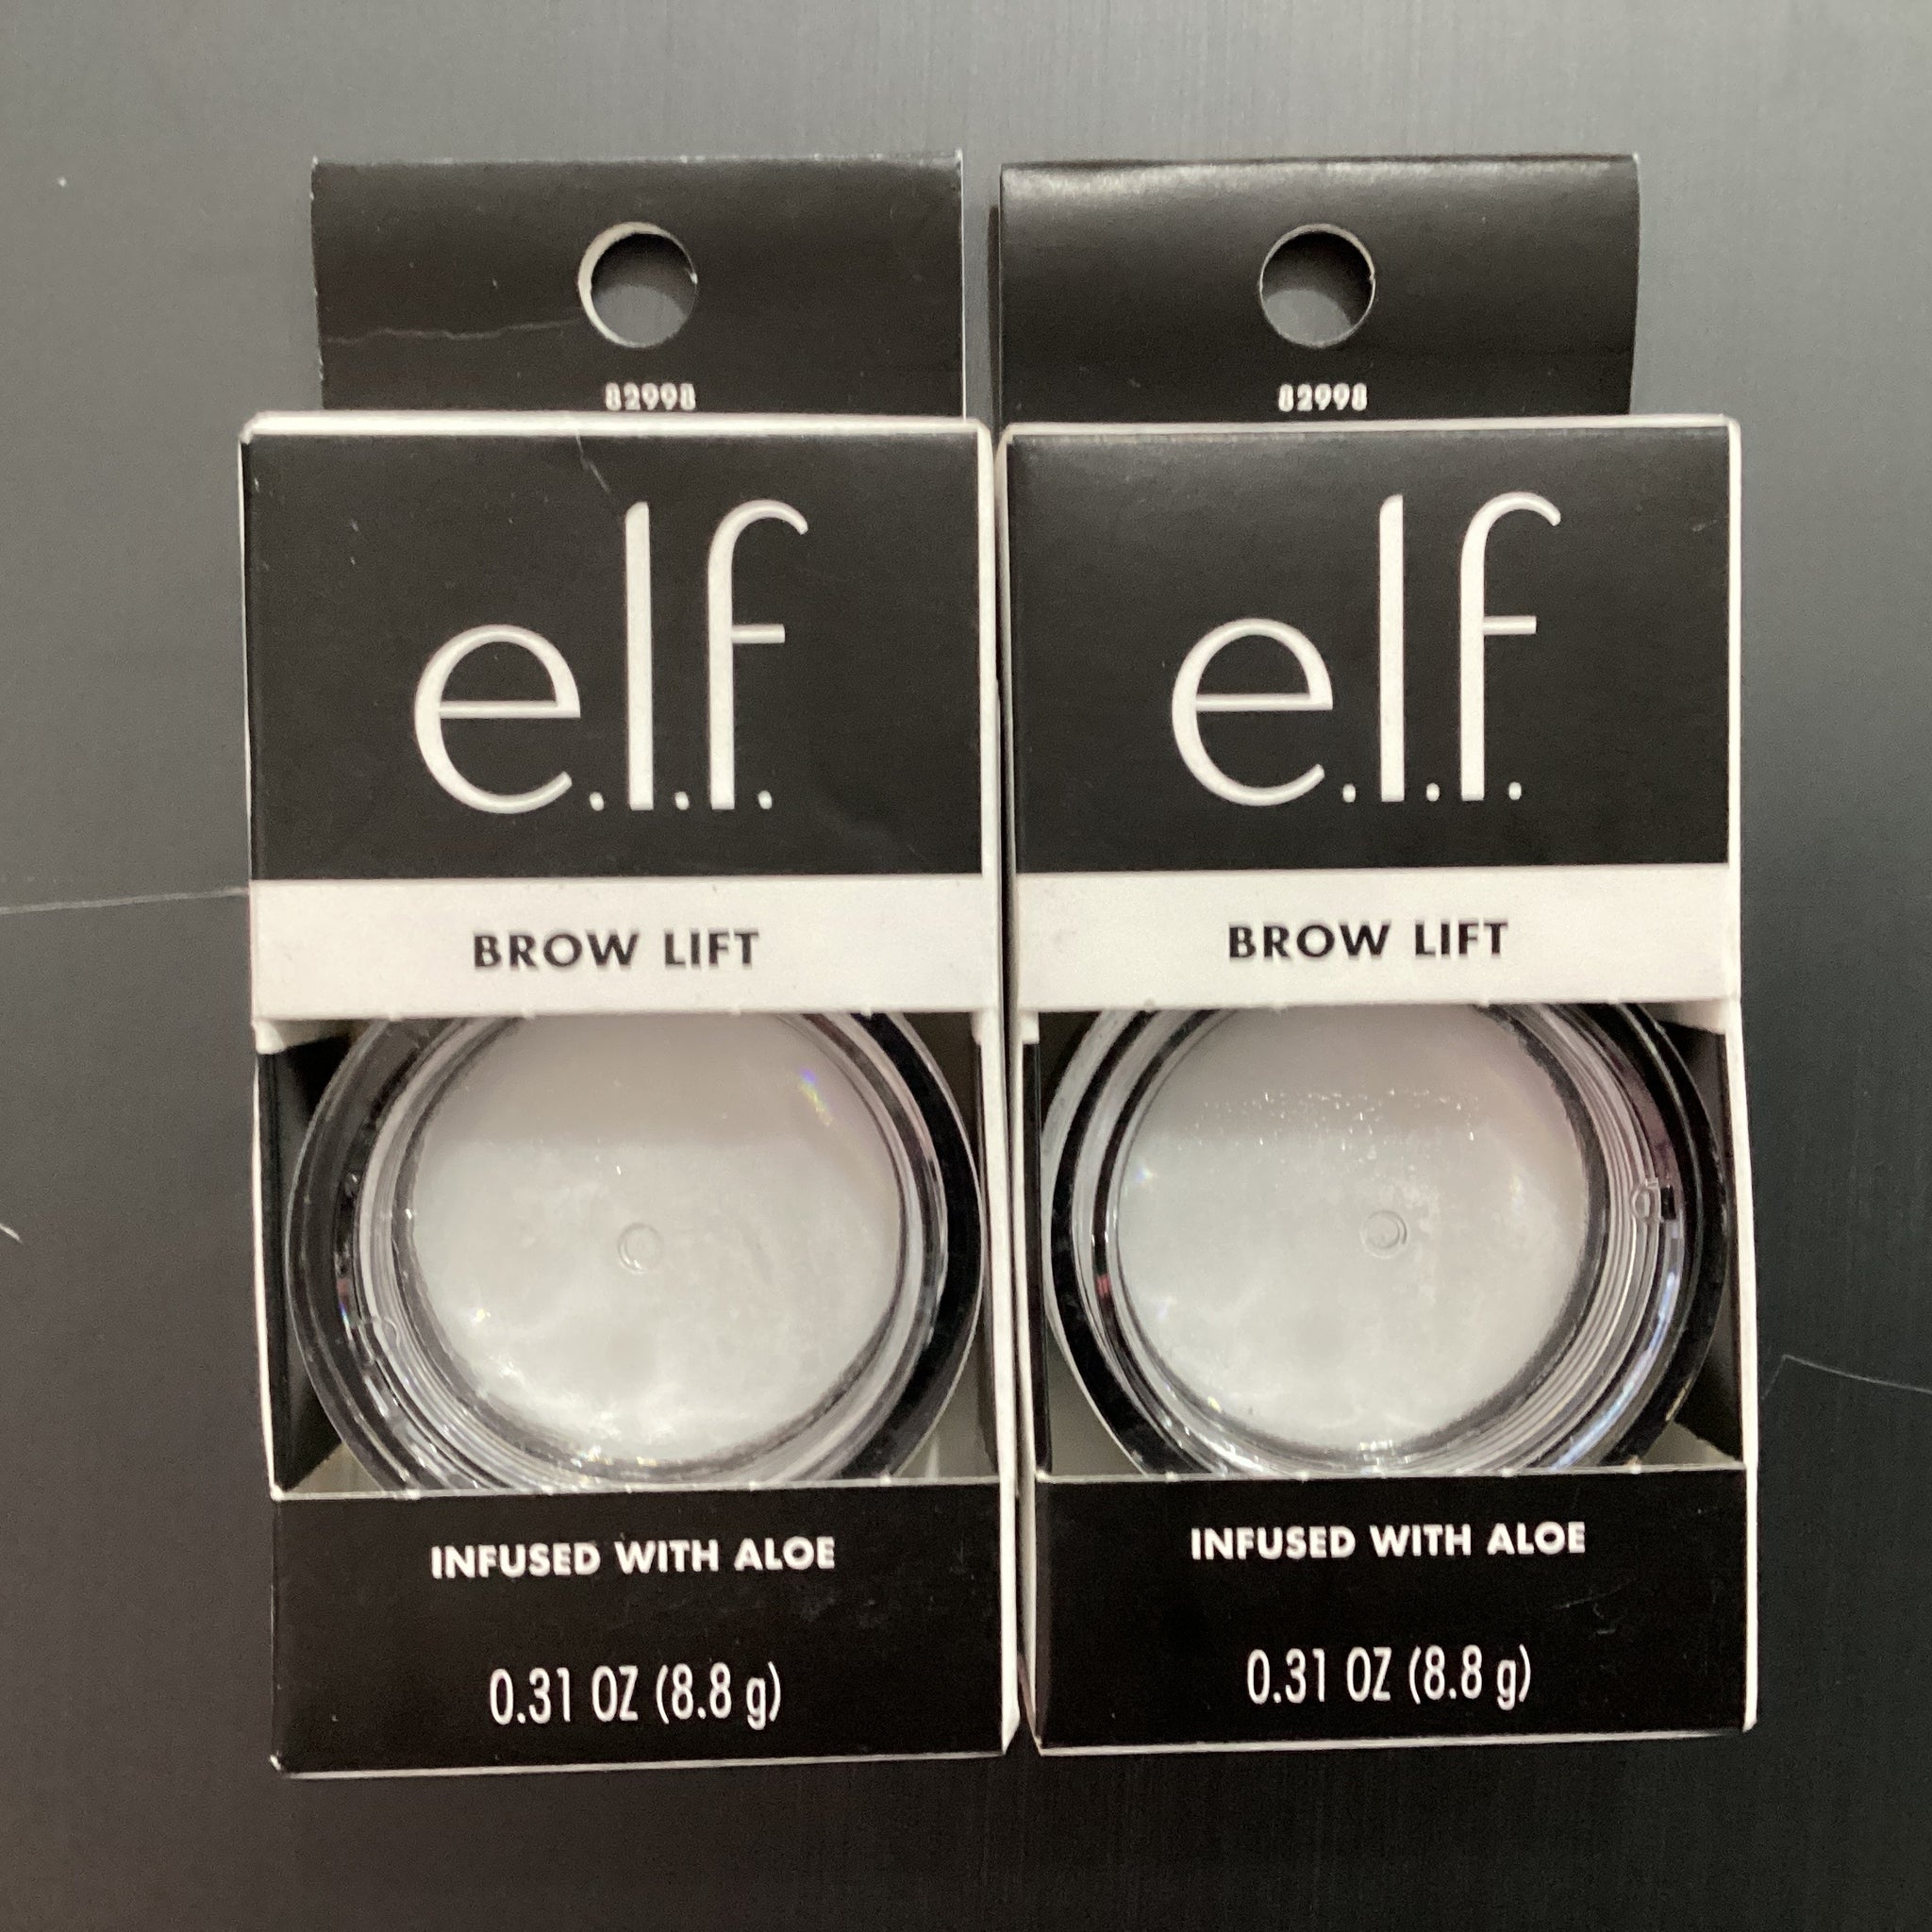 82998
e.l.f.
BROW LIFT
INFUSED WITH ALOE
0.31 OZ (8.8 g)
82998
e.l.f.
BROW LIFT
INFUSED WITH ALOE
0.31 OZ (8.8 g)